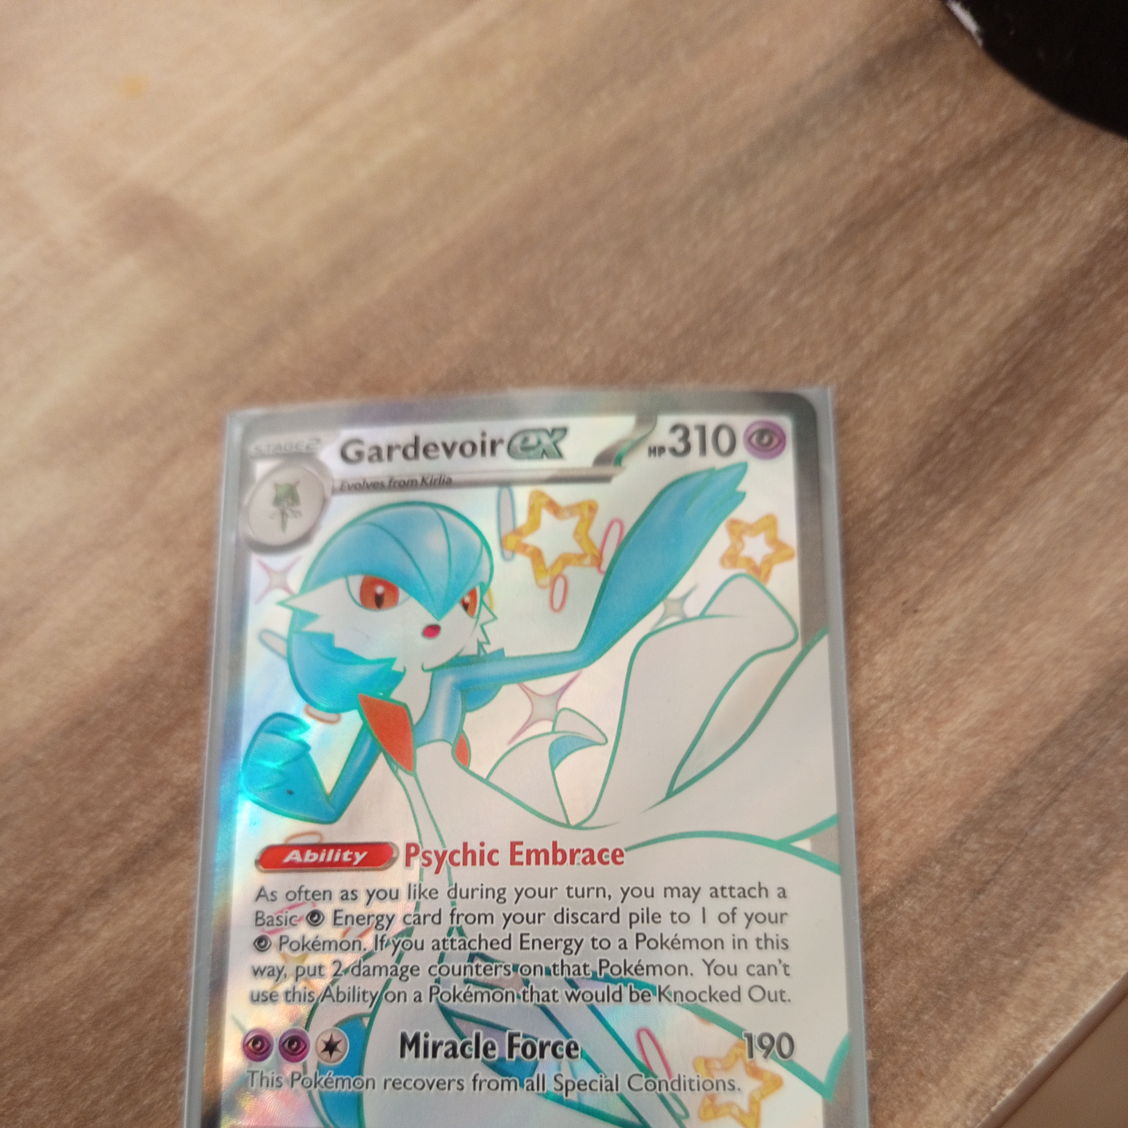 STAGE2 Gardevoir ex HP310
Evolves from Kirlia
Ability Psychic Embrace
As often as you like during your turn, you may attach a
Basic Energy card from your discard pile to 1 of your
Pokémon. If you attached Energy to a Pokémon in this
way, put 2 damage counters on that Pokémon. You can't
use this Ability on a Pokémon that would be Knocked Out.
Miracle Force 190
This Pokémon recovers from all Special Conditions.